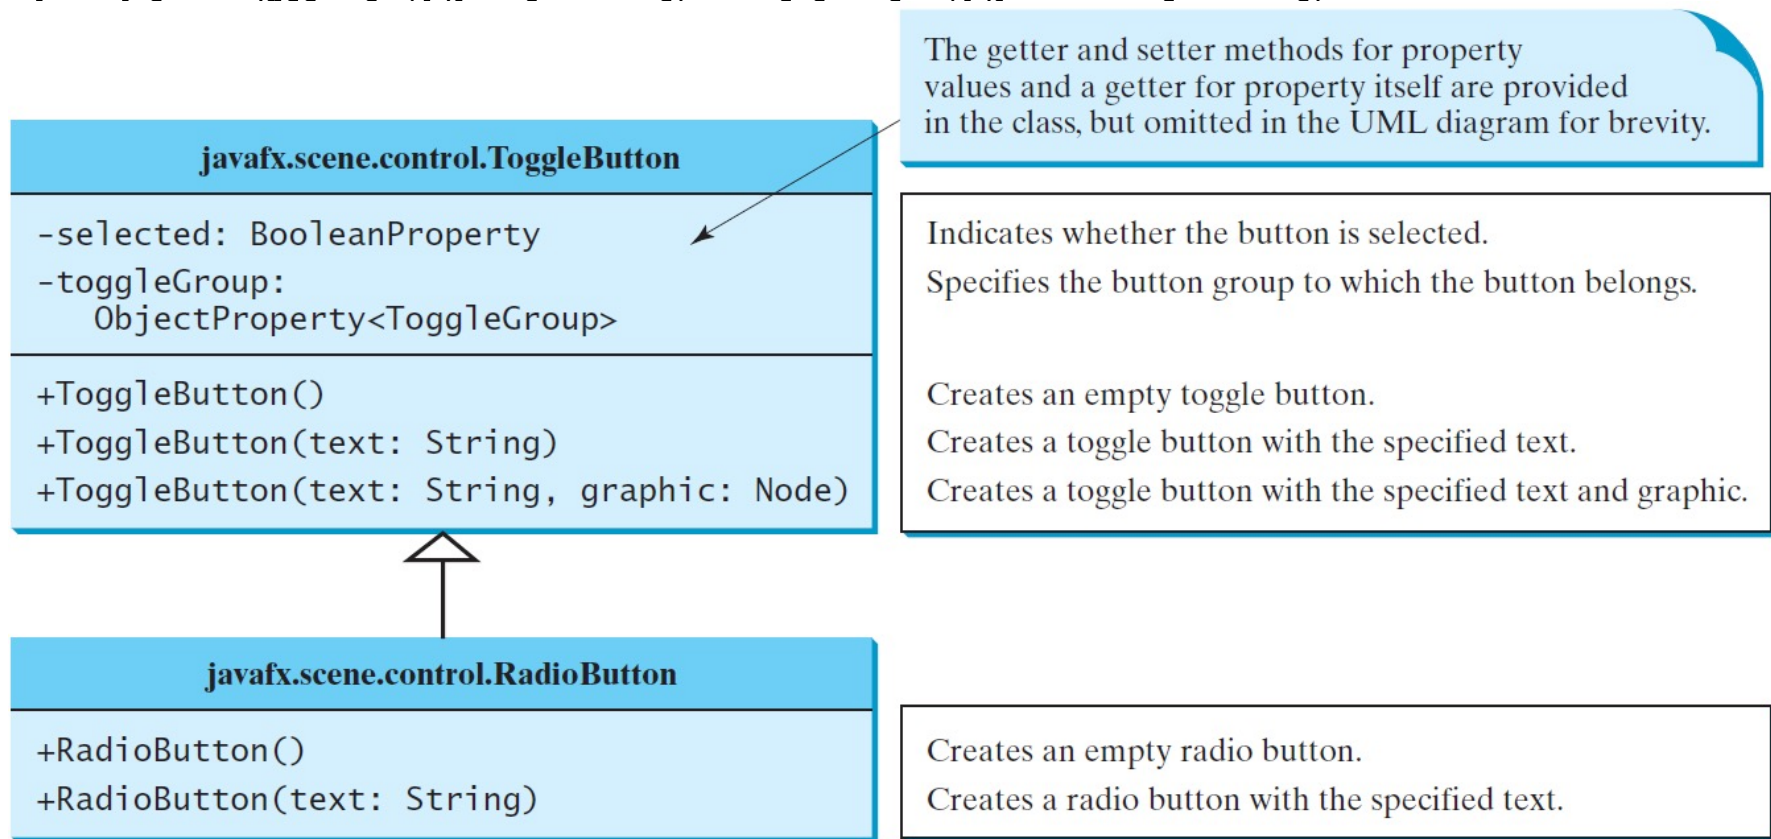 The getter and setter methods for property
values and a getter for property itself are provided
in the class, but omitted in the UML diagram for brevity.
javafx.scene.control.ToggleButton
-selected: BooleanProperty
Indicates whether the button is selected.
-toggleGroup:
Specifies the button group to which the button belongs.
ObjectProperty<ToggleGroup>
+ToggleButton()
Creates an empty toggle button.
+ToggleButton(text: String)
Creates a toggle button with the specified text.
+ToggleButton(text: String, graphic: Node)
Creates a toggle button with the specified text and graphic.
javafx.scene.control.RadioButton
+RadioButton()
Creates an empty radio button.
+RadioButton(text: String)
Creates a radio button with the specified text.